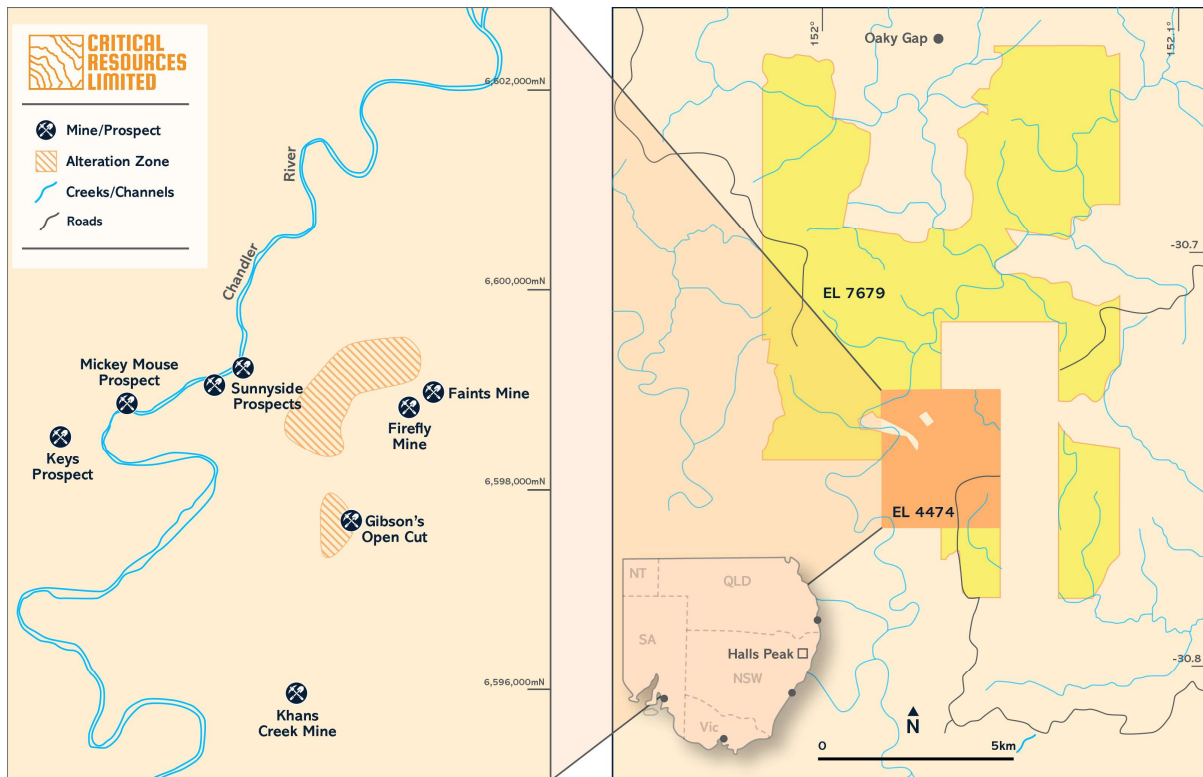 CRITICAL
RESOURCES
LIMITED
Mine/Prospect
Alteration Zone
Creeks/Channels
Roads
River
Chandler
6,602,000mN
6,600,000mN
6,598,000mN
6,596,000mN
Mickey Mouse
Prospect
Sunnyside
Prospects
Faints Mine
Firefly
Mine
Keys
Prospect
Gibson's
Open Cut
Khans
Creek Mine
152°
152.1°
Oaky Gap
-30.7
EL 7679
EL 4474
-30.8
NT
QLD
SA
Halls Peak
NSW
Vic
N
0
5km